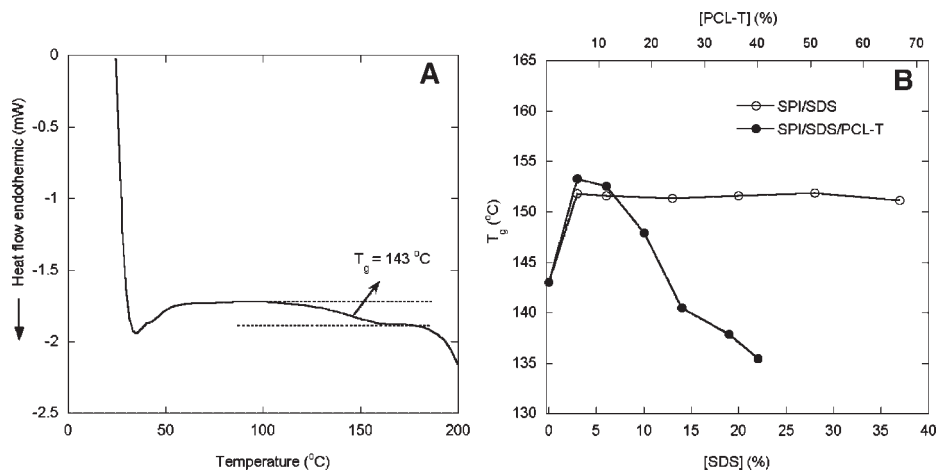 A
0
-0.5
-1
-1.5
-2
-2.5
Heat flow endothermic (mW)
Tg = 143 °C
0 50 100 150 200
Temperature (°C)
[PCL-T] (%)
0 10 20 30 40 50 60 70
B
SPI/SDS
SPI/SDS/PCL-T
165
160
155
150
145
140
135
130
Tg (°C)
0 5 10 15 20 25 30 35 40
[SDS] (%)